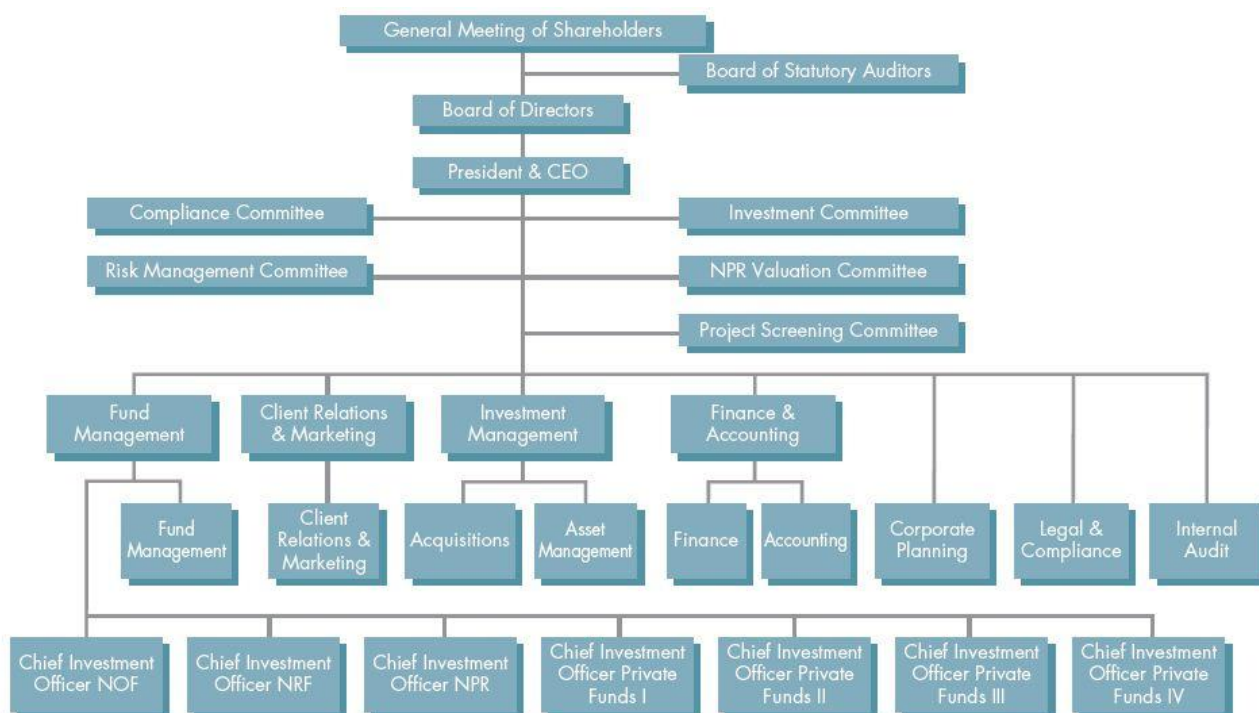 General Meeting of Shareholders
Board of Statutory Auditors
Board of Directors
President & CEO
Compliance Committee
Investment Committee
Risk Management Committee
NPR Valuation Committee
Project Screening Committee
Fund
Management
Client Relations
& Marketing
Investment
Management
Finance &
Accounting
Fund
Management
Client
Relations &
Marketing
Acquisitions
Asset
Management
Finance
Accounting
Corporate
Planning
Legal &
Compliance
Internal
Audit
Chief Investment
Officer NOF
Chief Investment
Officer NRF
Chief Investment
Officer NPR
Chief Investment
Officer Private
Funds I
Chief Investment
Officer Private
Funds II
Chief Investment
Officer Private
Funds III
Chief Investment
Officer Private
Funds IV